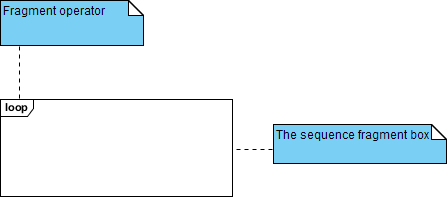 Fragment operator
loop
The sequence fragment box